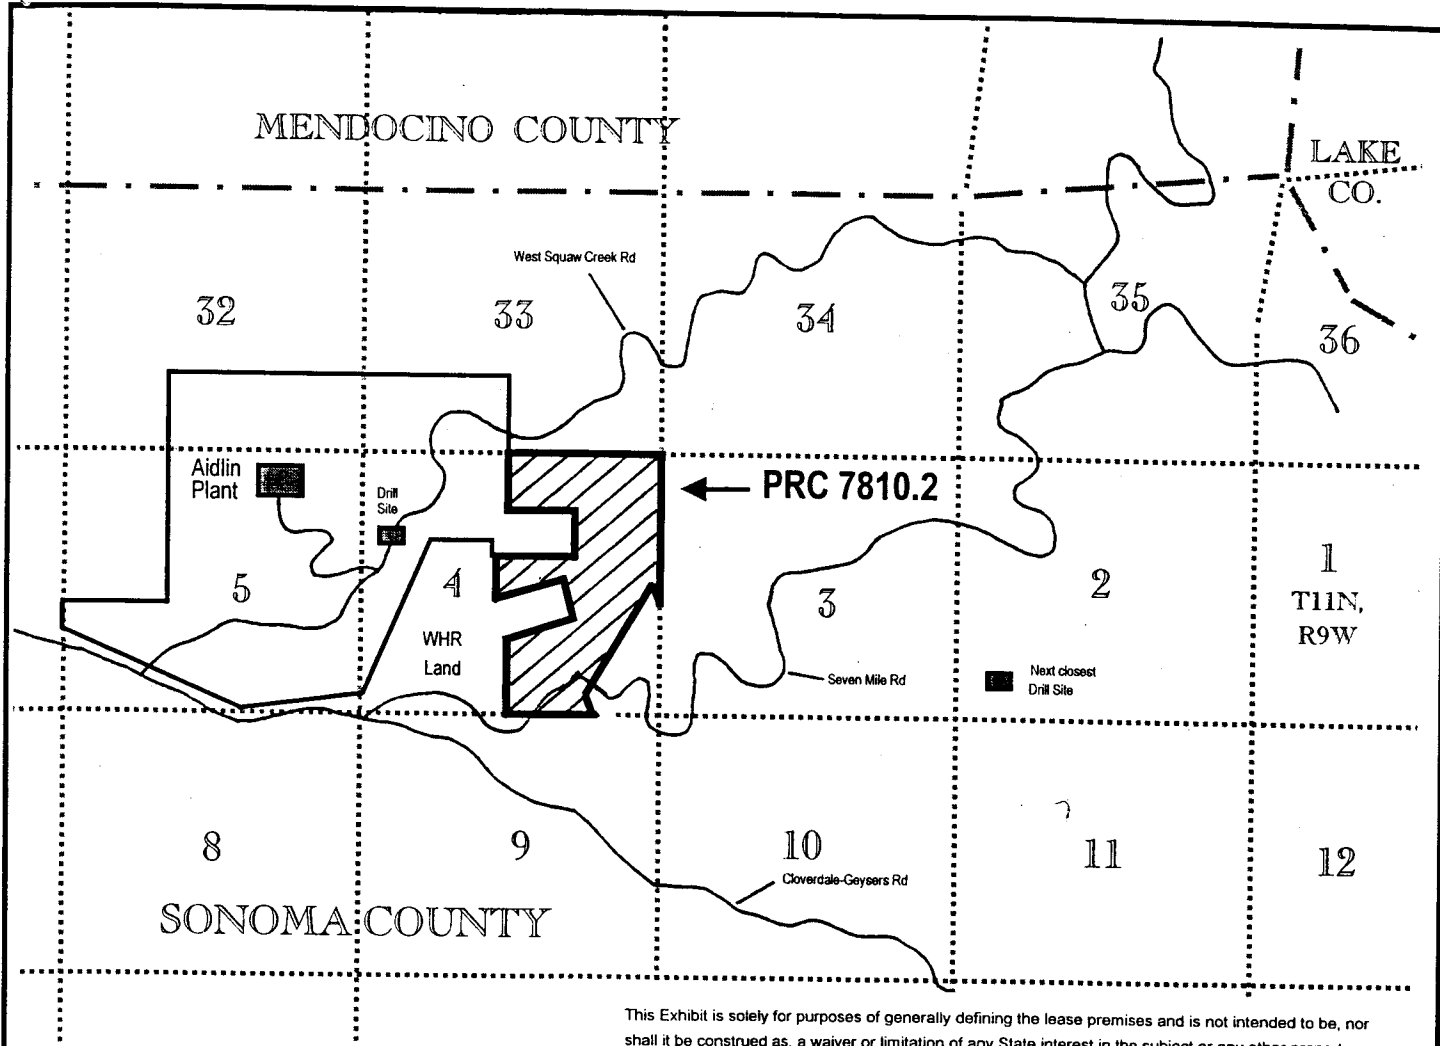 MENDOCINO COUNTY
LAKE
CO.
West Squaw Creek Rd
32
33
34
35
36
Aidlin
Plant
Drill
Site
PRC 7810.2
5
4
3
2
1
T11N,
R9W
WHR
Land
Seven Mile Rd
Next closest
Drill Site
8
9
10
11
12
Cloverdale-Geysers Rd
SONOMA COUNTY
This Exhibit is solely for purposes of generally defining the lease premises and is not intended to be, nor
shall it be construed as, a waiver or limitation of any State interest in the subject or any other